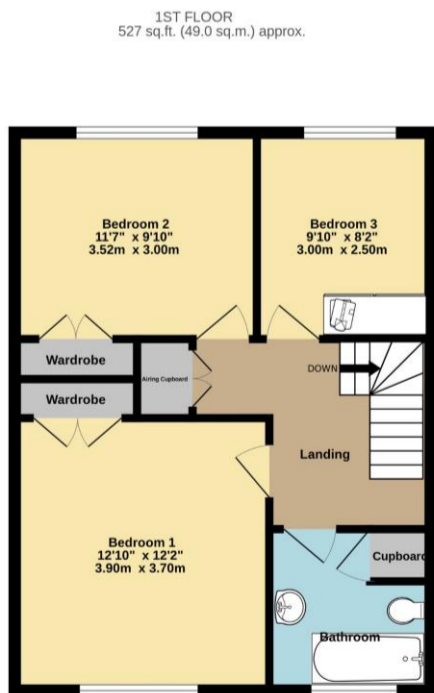 1ST FLOOR
527 sq.ft. (49.0 sq.m.) approx.
Bedroom 2
11'7" x 9'10"
3.52m x 3.00m
Bedroom 3
9'10" x 8'2"
3.00m x 2.50m
Wardrobe
Airing Cupboard
DOWN
Wardrobe
Landing
Bedroom 1
12'10" x 12'2"
3.90m x 3.70m
Cupboard
Bathroom